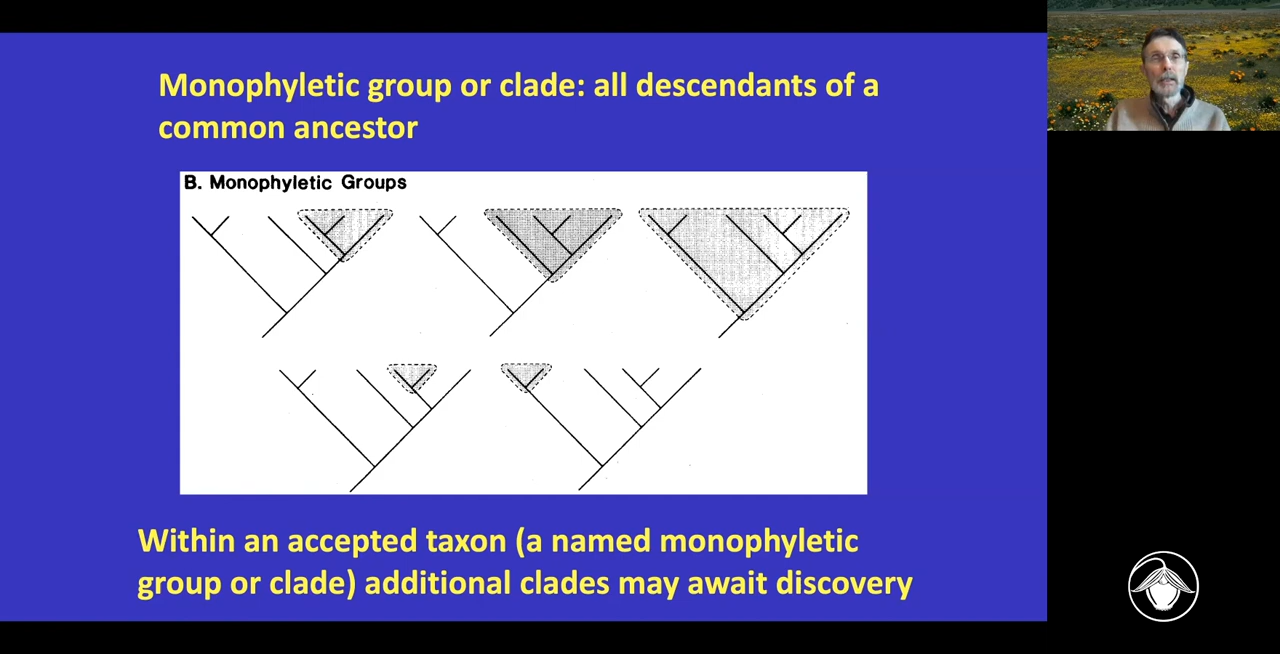 Monophyletic group or clade: all descendants of a
common ancestor
B. Monophyletic Groups
Within an accepted taxon (a named monophyletic
group or clade) additional clades may await discovery